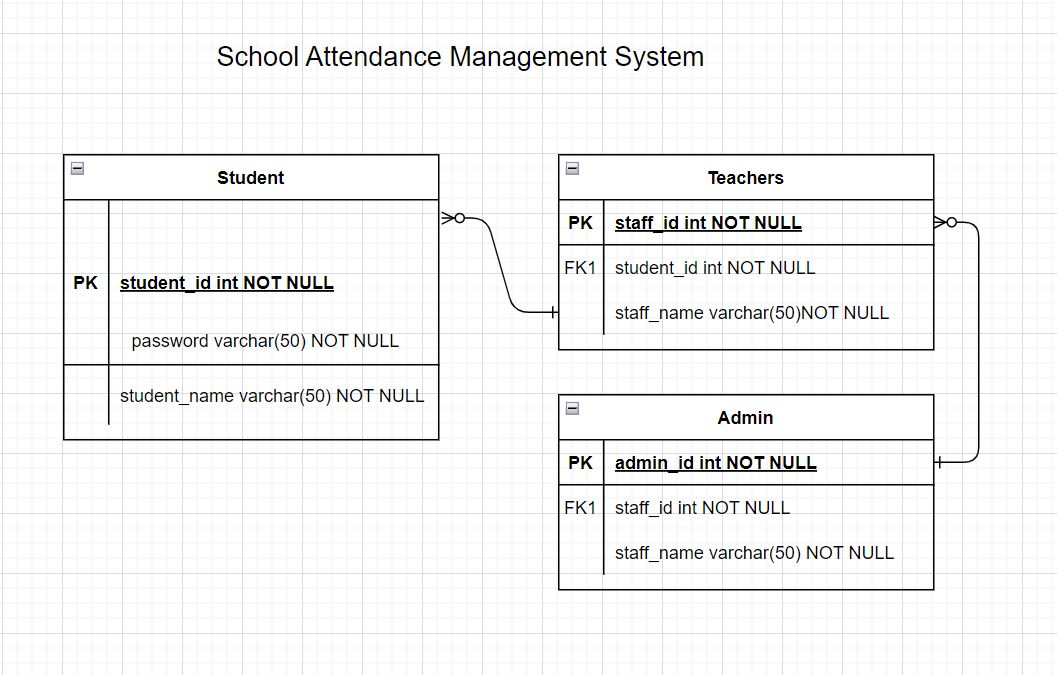 School Attendance Management System
Student
PK student_id int NOT NULL
password varchar(50) NOT NULL
student_name varchar(50) NOT NULL
Teachers
PK staff_id int NOT NULL
FK1 student_id int NOT NULL
staff_name varchar(50)NOT NULL
Admin
PK admin_id int NOT NULL
FK1 staff_id int NOT NULL
staff_name varchar(50) NOT NULL